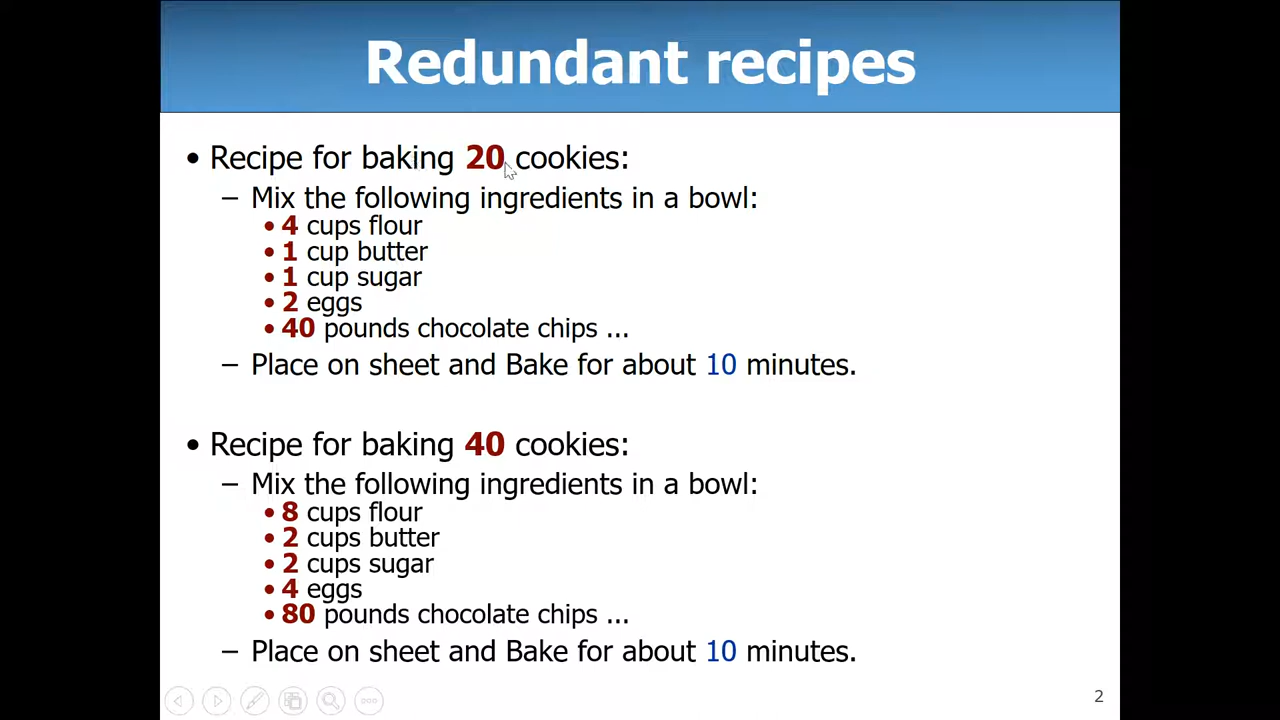 Redundant recipes
• Recipe for baking 20 cookies:
– Mix the following ingredients in a bowl:
• 4 cups flour
• 1 cup butter
• 1 cup sugar
• 2 eggs
• 40 pounds chocolate chips ...
– Place on sheet and Bake for about 10 minutes.
• Recipe for baking 40 cookies:
– Mix the following ingredients in a bowl:
• 8 cups flour
• 2 cups butter
• 2 cups sugar
• 4 eggs
• 80 pounds chocolate chips ...
– Place on sheet and Bake for about 10 minutes.
2